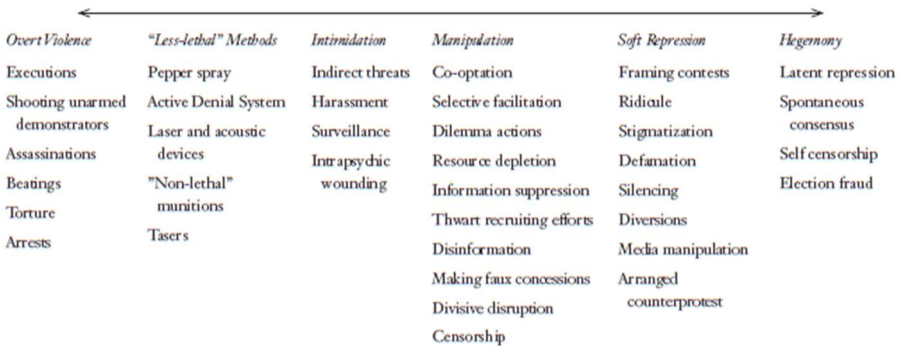 Overt Violence
Executions
Shooting unarmed
demonstrators
Assassinations
Beatings
Torture
Arrests
“Less-lethal” Methods
Pepper spray
Active Denial System
Laser and acoustic
devices
”Non-lethal”
munitions
Tasers
Intimidation
Indirect threats
Harassment
Surveillance
Intrapsychic
wounding
Manipulation
Co-optation
Selective facilitation
Dilemma actions
Resource depletion
Information suppression
Thwart recruiting efforts
Disinformation
Making faux concessions
Divisive disruption
Censorship
Soft Repression
Framing contests
Ridicule
Stigmatization
Defamation
Silencing
Diversions
Media manipulation
Arranged
counterprotest
Hegemony
Latent repression
Spontaneous
consensus
Self censorship
Election fraud